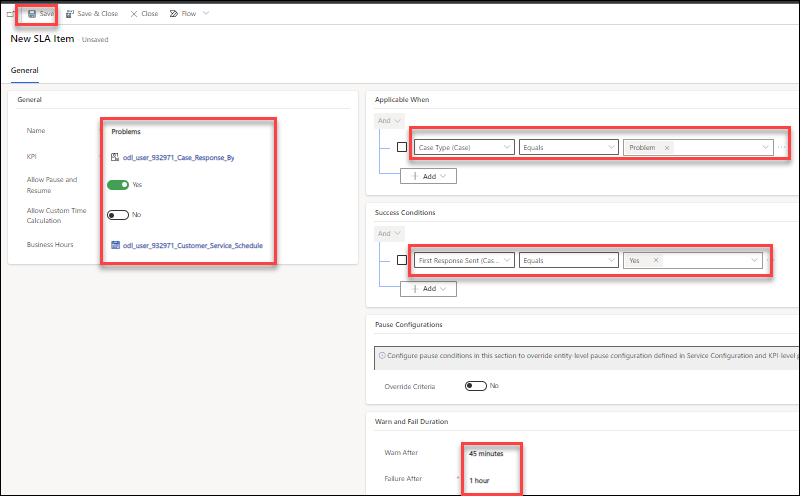 Save
Save & Close
Close
Flow
New SLA Item - Unsaved
General
General
Name
Problems
KPI
odl_user_932971_Case_Response_By
Allow Pause and
Resume
Yes
Allow Custom Time
Calculation
No
Business Hours
odl_user_932971_Customer_Service_Schedule
Applicable When
And
Case Type (Case)
Equals
Problem
Add
Success Conditions
And
First Response Sent (Cas...
Equals
Yes
Add
Pause Configurations
Configure pause conditions in this section to override entity-level pause configuration defined in Service Configuration and KPI-level
Override Criteria
No
Warn and Fail Duration
Warn After
45 minutes
Failure After
*
1 hour